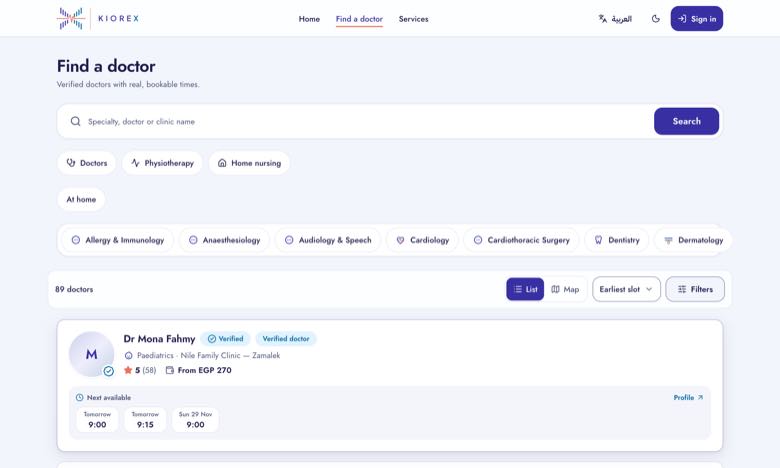 KIOREX
Home
Find a doctor
Services
العربية
Sign in
Find a doctor
Verified doctors with real, bookable times.
Specialty, doctor or clinic name
Search
Doctors
Physiotherapy
Home nursing
At home
Allergy & Immunology
Anaesthesiology
Audiology & Speech
Cardiology
Cardiothoracic Surgery
Dentistry
Dermatology
89 doctors
List
Map
Earliest slot
Filters
M
Dr Mona Fahmy
Verified
Verified doctor
Paediatrics · Nile Family Clinic — Zamalek
5 (58)
From EGP 270
Next available
Profile
Tomorrow
9:00
Tomorrow
9:15
Sun 29 Nov
9:00